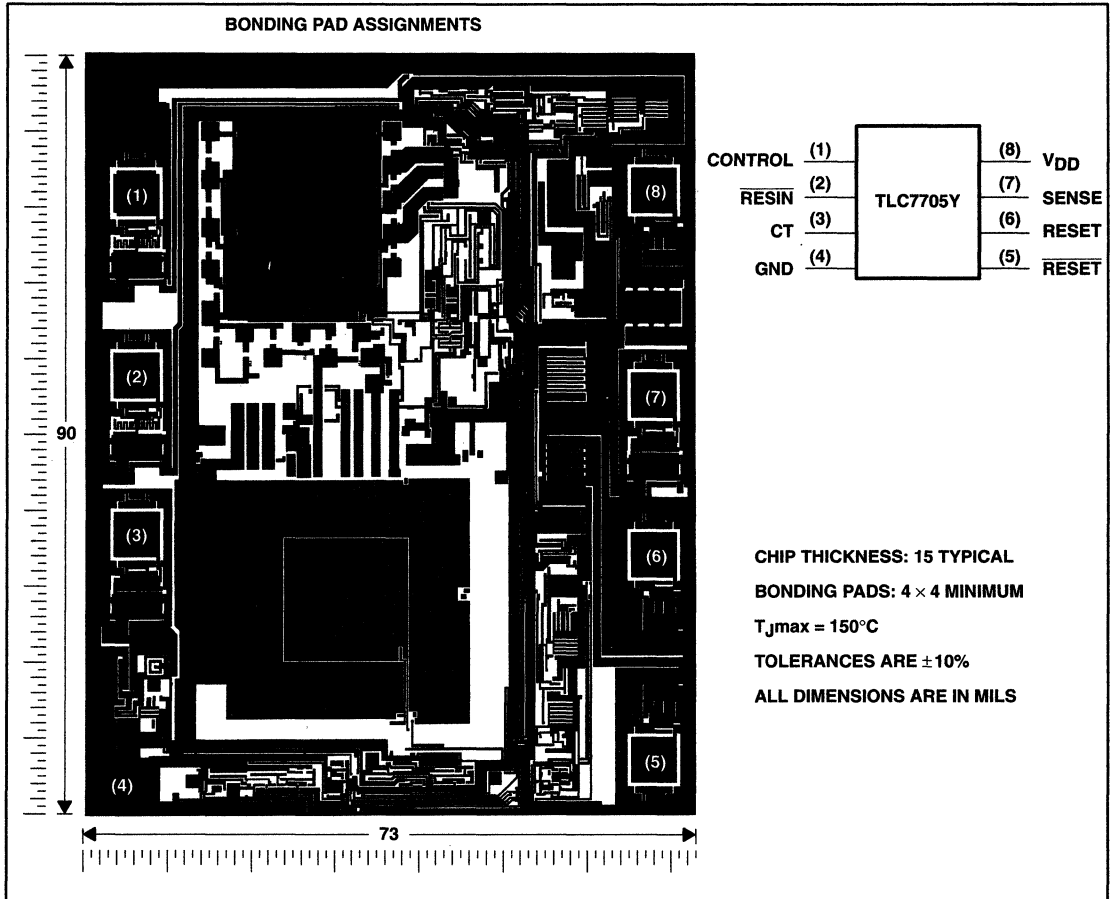 BONDING PAD ASSIGNMENTS
(1)
(2)
(3)
(4)
(8)
(7)
(6)
(5)
90
73
CONTROL (1)
RESIN (2)
CT (3)
GND (4)
TLC7705Y
(8) VDD
(7) SENSE
(6) RESET
(5) RESET
CHIP THICKNESS: 15 TYPICAL
BONDING PADS: 4 × 4 MINIMUM
TJmax = 150°C
TOLERANCES ARE ±10%
ALL DIMENSIONS ARE IN MILS